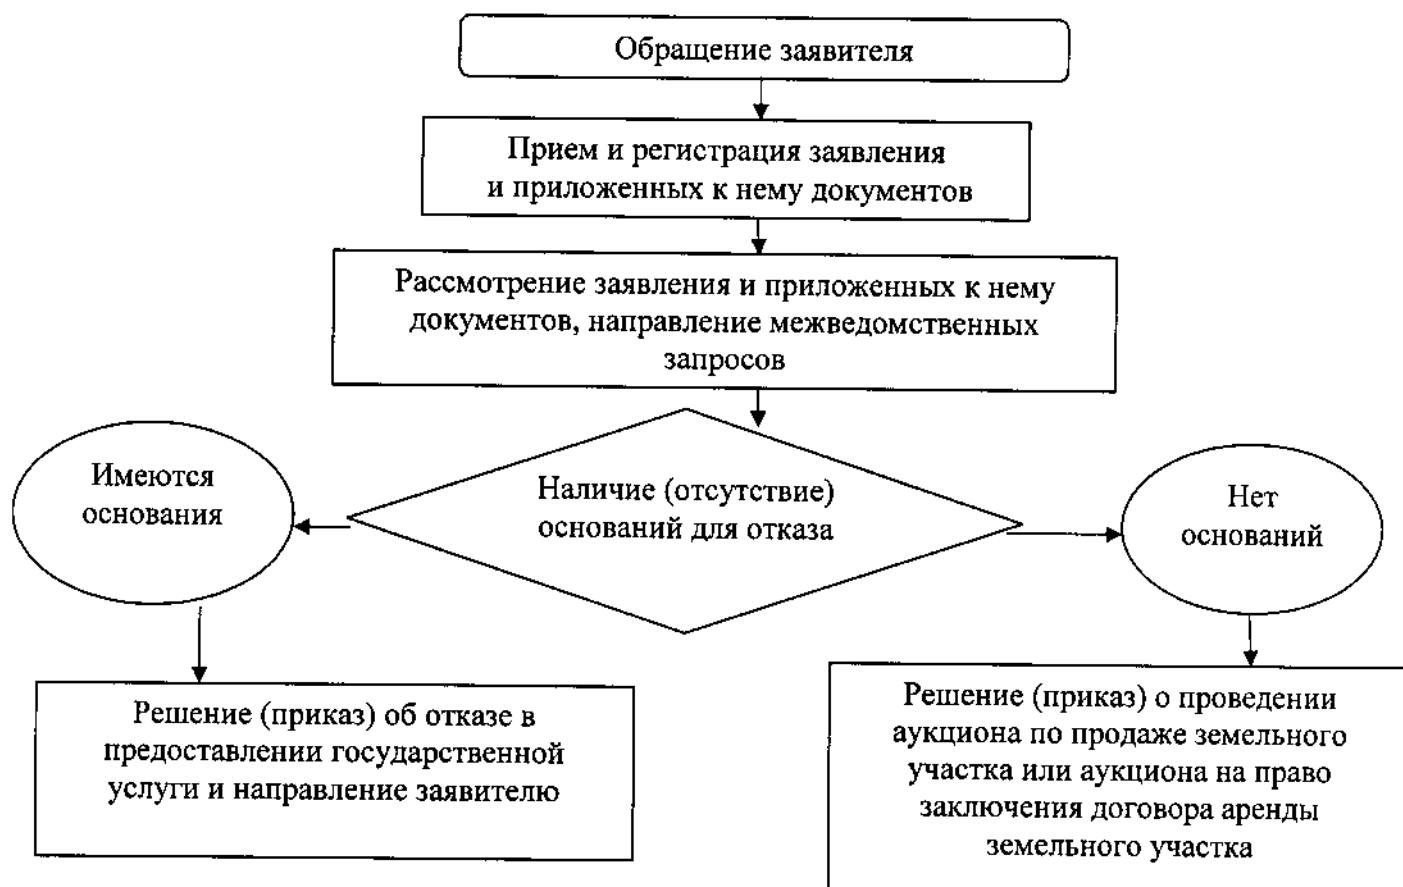 Обращение заявителя
Прием и регистрация заявления
и приложенных к нему документов
Рассмотрение заявления и приложенных к нему
документов, направление межведомственных
запросов
Наличие (отсутствие)
оснований для отказа
Имеются
основания
Нет
оснований
Решение (приказ) об отказе в
предоставлении государственной
услуги и направление заявителю
Решение (приказ) о проведении
аукциона по продаже земельного
участка или аукциона на право
заключения договора аренды
земельного участка